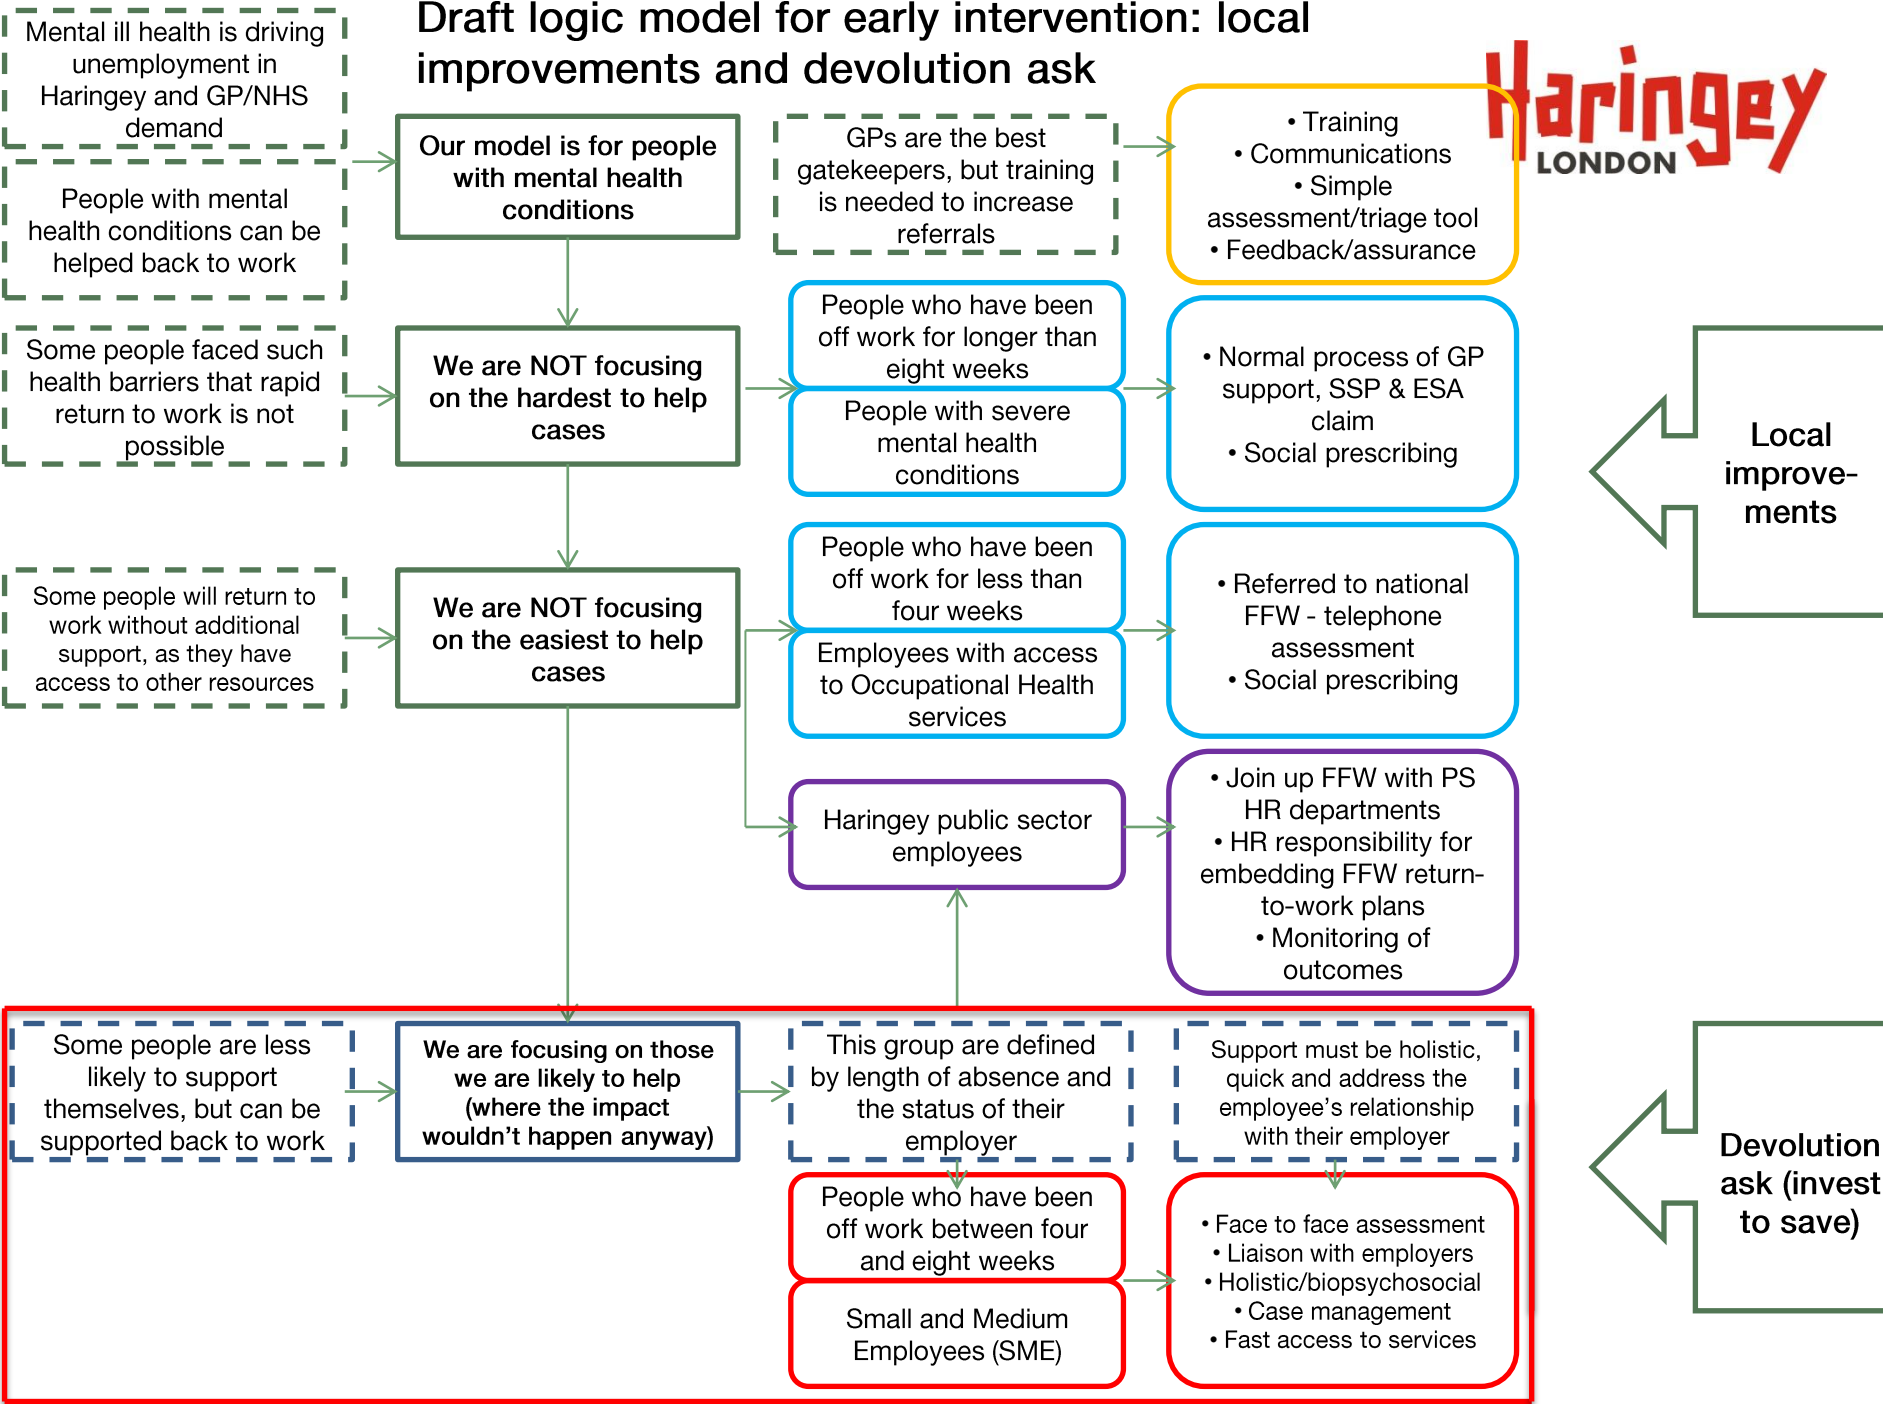 Draft logic model for early intervention: local
improvements and devolution ask
Haringey
LONDON
Mental ill health is driving
unemployment in
Haringey and GP/NHS
demand
People with mental
health conditions can be
helped back to work
Our model is for people
with mental health
conditions
GPs are the best
gatekeepers, but training
is needed to increase
referrals
• Training
• Communications
• Simple
assessment/triage tool
• Feedback/assurance
Some people faced such
health barriers that rapid
return to work is not
possible
We are NOT focusing
on the hardest to help
cases
People who have been
off work for longer than
eight weeks
People with severe
mental health
conditions
• Normal process of GP
support, SSP & ESA
claim
• Social prescribing
Local
improve-
ments
Some people will return to
work without additional
support, as they have
access to other resources
We are NOT focusing
on the easiest to help
cases
People who have been
off work for less than
four weeks
Employees with access
to Occupational Health
services
• Referred to national
FFW - telephone
assessment
• Social prescribing
Haringey public sector
employees
• Join up FFW with PS
HR departments
• HR responsibility for
embedding FFW return-
to-work plans
• Monitoring of
outcomes
Some people are less
likely to support
themselves, but can be
supported back to work
We are focusing on those
we are likely to help
(where the impact
wouldn’t happen anyway)
This group are defined
by length of absence and
the status of their
employer
Support must be holistic,
quick and address the
employee’s relationship
with their employer
People who have been
off work between four
and eight weeks
Small and Medium
Employees (SME)
• Face to face assessment
• Liaison with employers
• Holistic/biopsychosocial
• Case management
• Fast access to services
Devolution
ask (invest
to save)